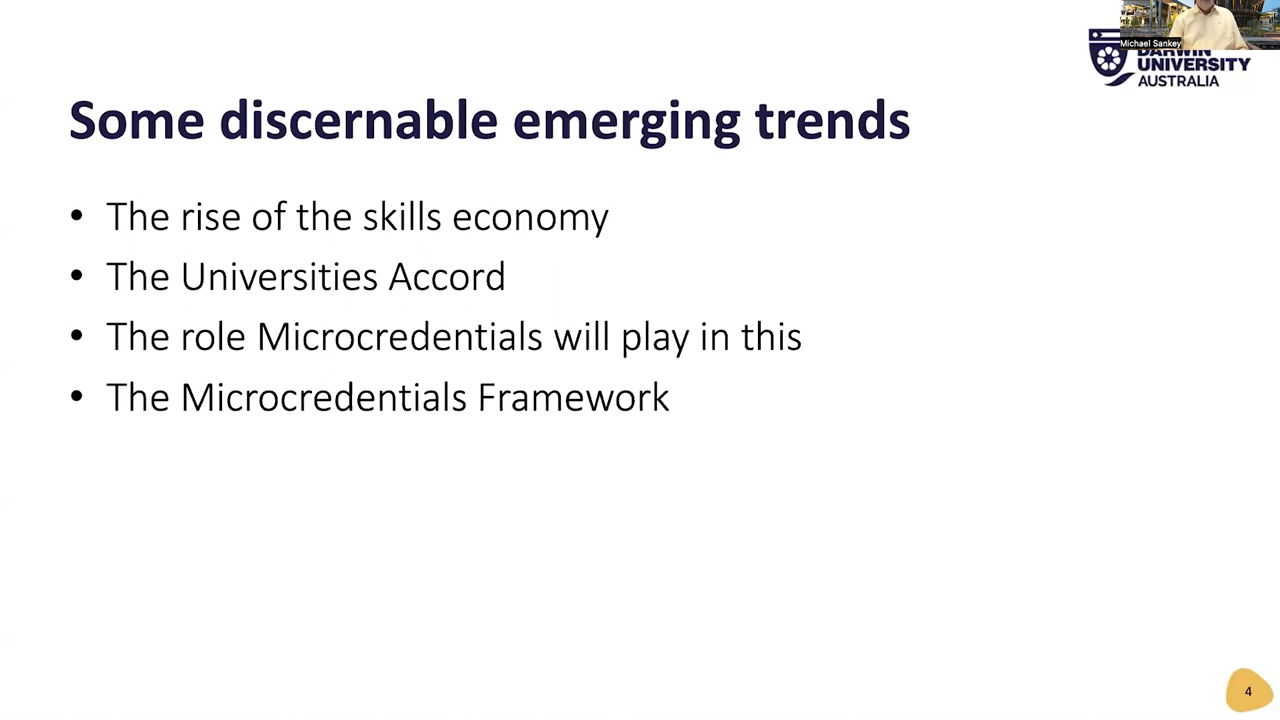 Michael Sankey
DARWIN
UNIVERSITY
AUSTRALIA
Some discernable emerging trends
• The rise of the skills economy
• The Universities Accord
• The role Microcredentials will play in this
• The Microcredentials Framework
4